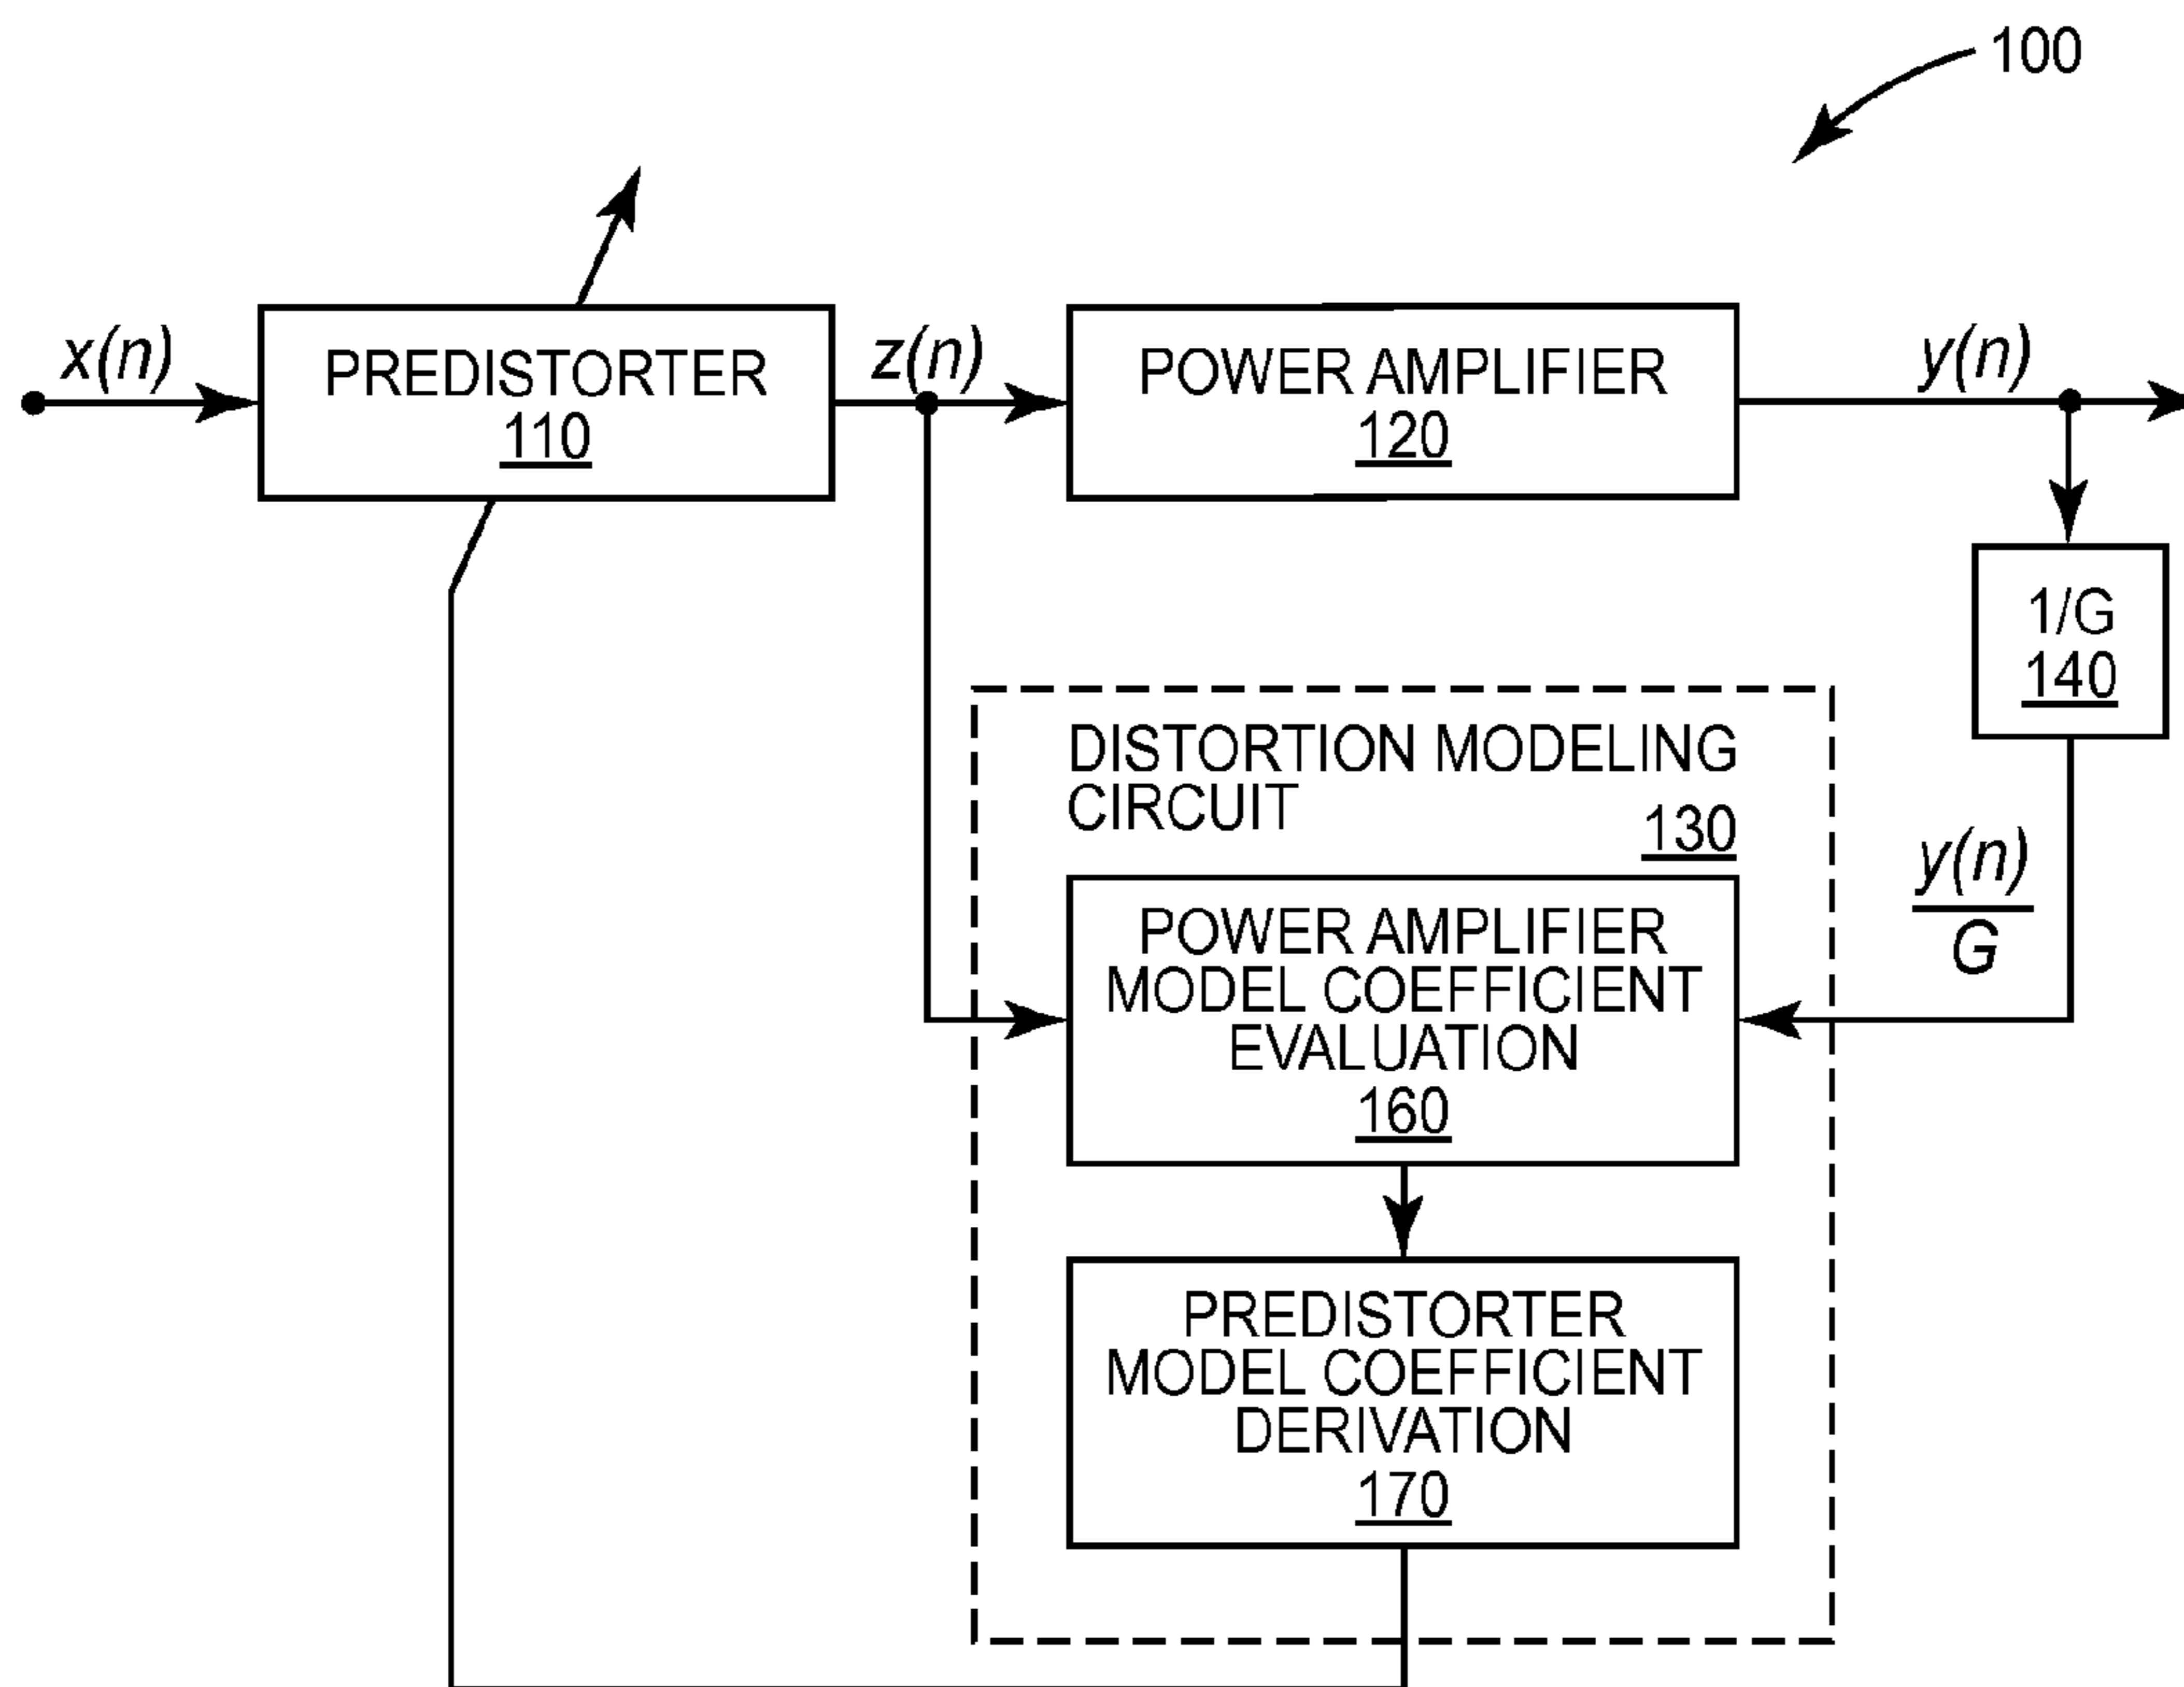 100
x(n)
PREDISTORTER
110
z(n)
POWER AMPLIFIER
120
y(n)
1/G
140
DISTORTION MODELING
CIRCUIT
130
y(n)
G
POWER AMPLIFIER
MODEL COEFFICIENT
EVALUATION
160
PREDISTORTER
MODEL COEFFICIENT
DERIVATION
170